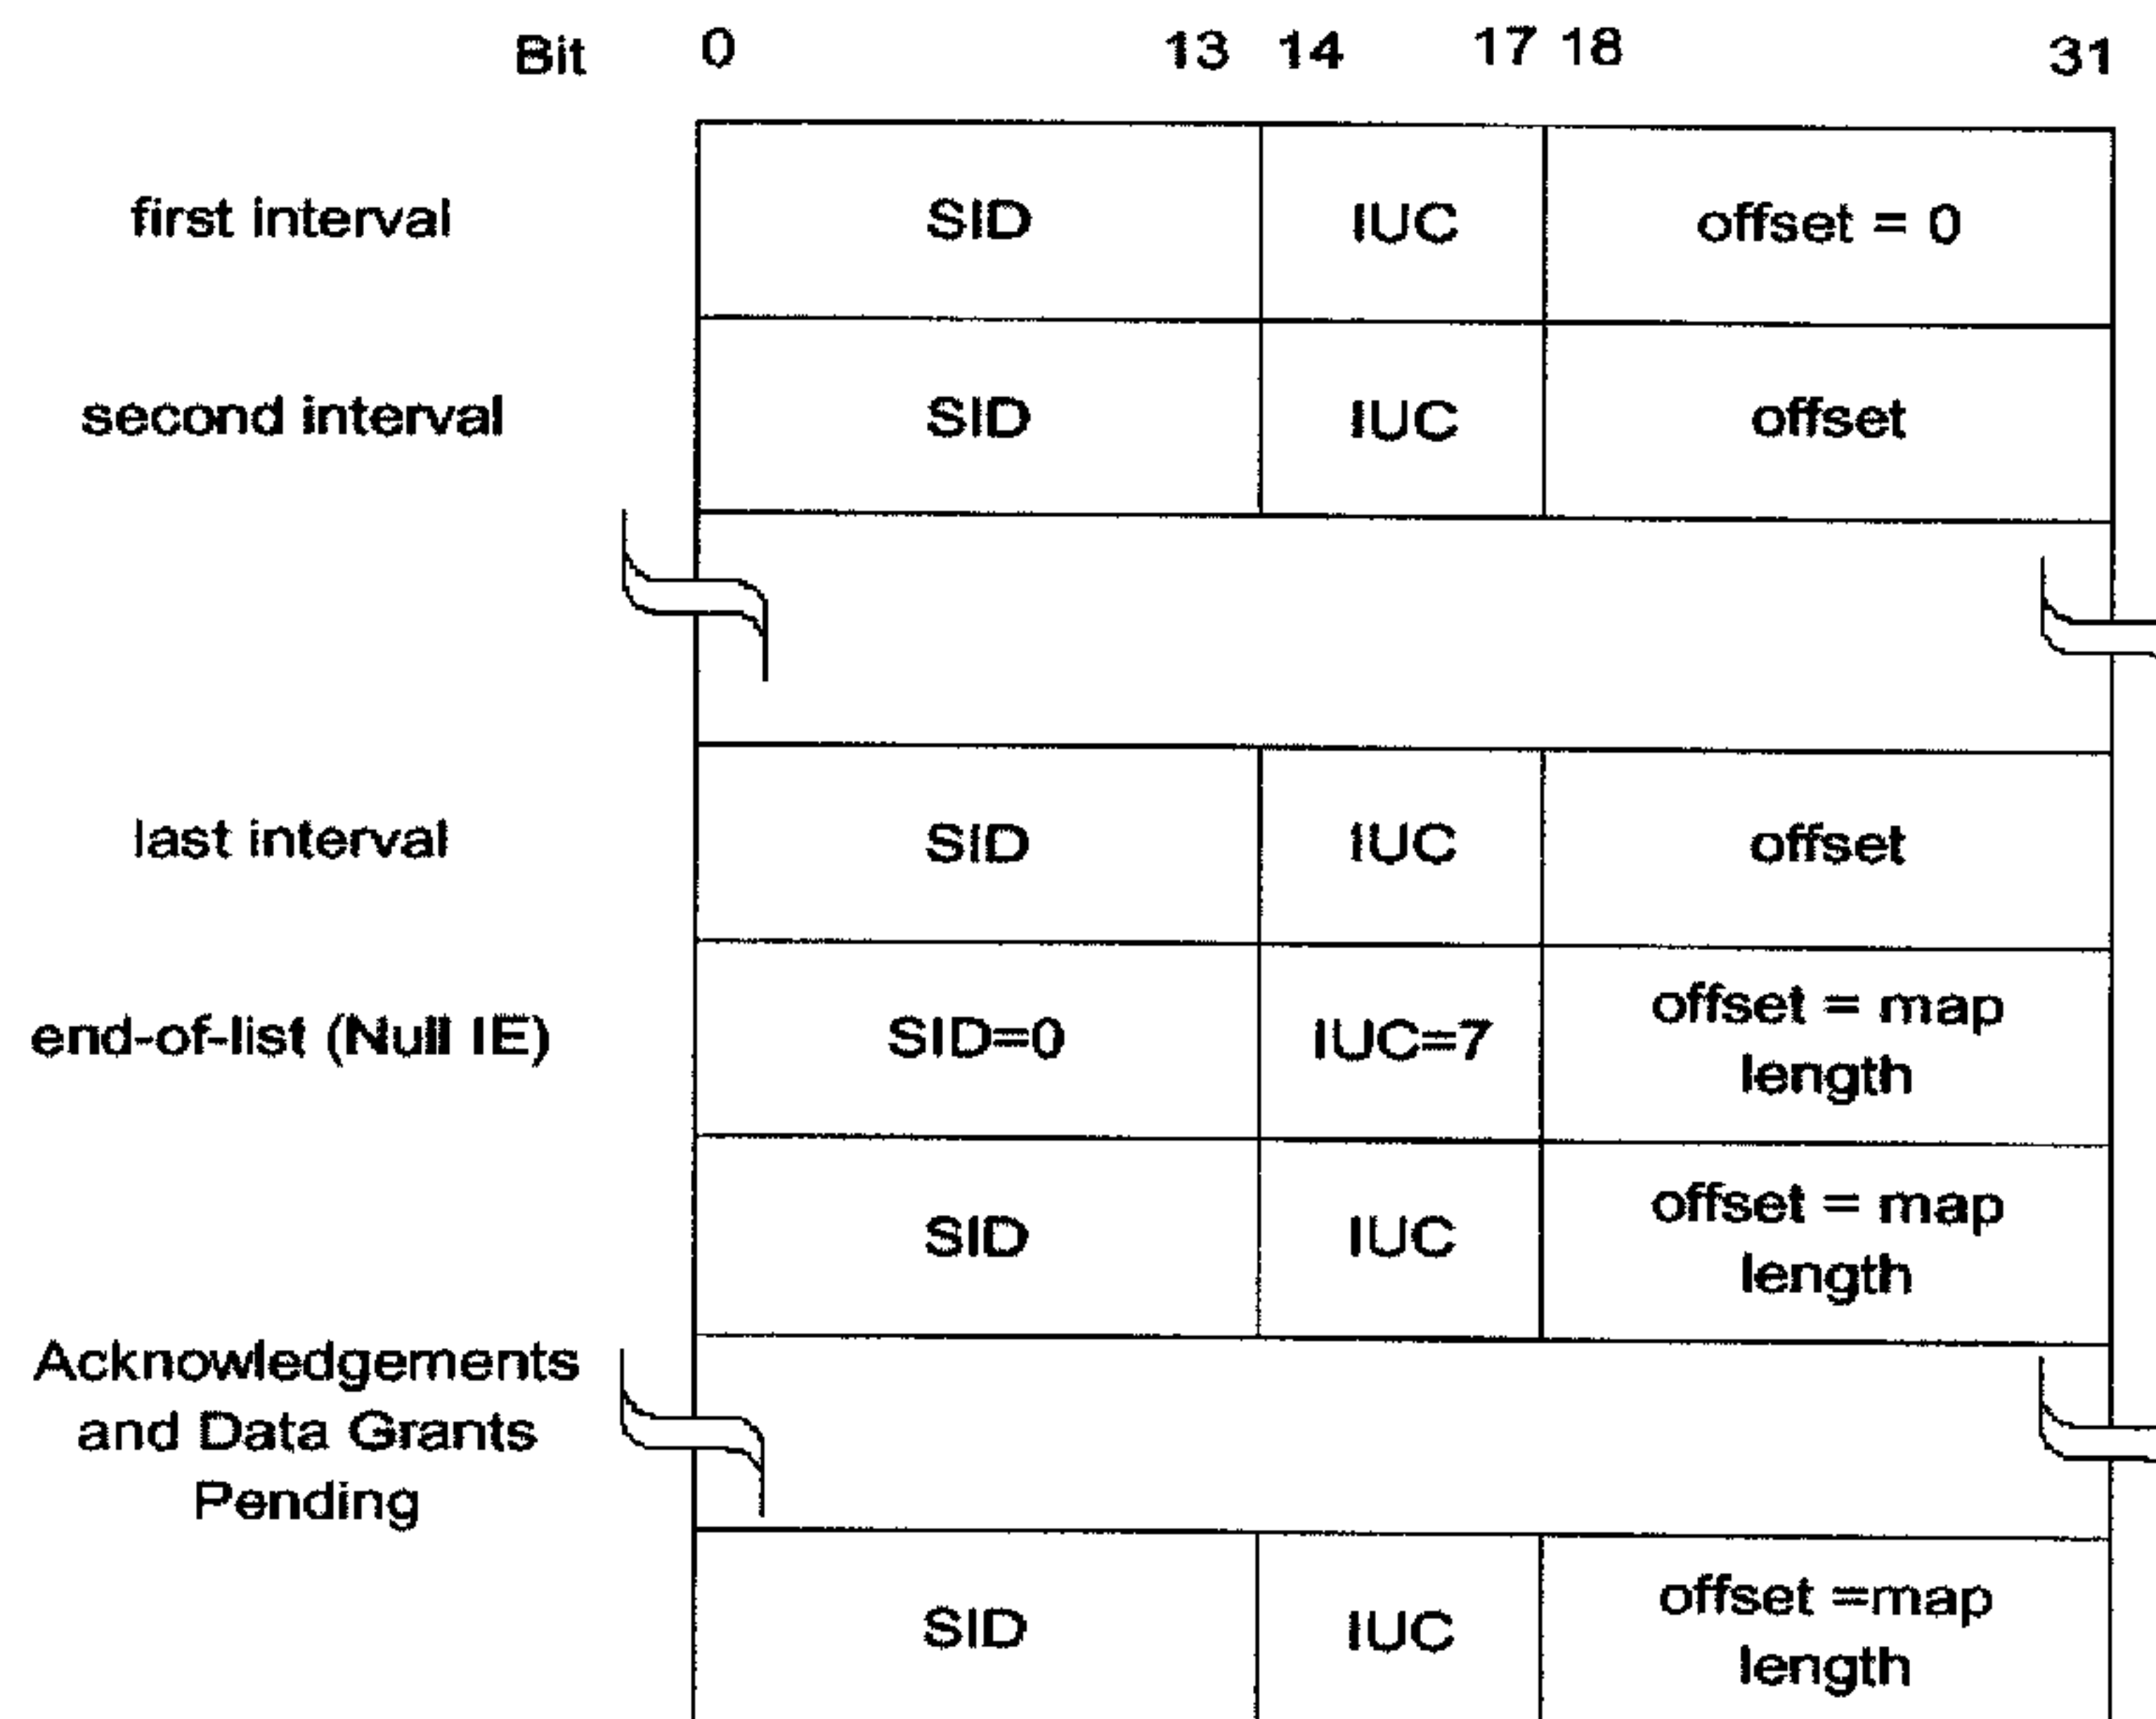 Bit 0 13 14 17 18 31
first interval SID IUC offset = 0
second interval SID IUC offset
last interval SID IUC offset
end-of-list (Null IE) SID=0 IUC=7 offset = map
length
SID IUC offset = map
length
Acknowledgements
and Data Grants
Pending
SID IUC offset =map
length